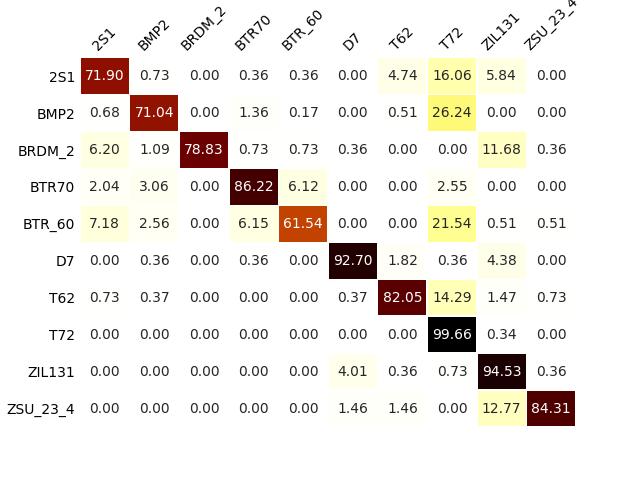 2S1 BMP2 BRDM_2 BTR70 BTR_60 D7 T62 T72 ZIL131 ZSU_23_4
2S1 71.90 0.73 0.00 0.36 0.36 0.00 4.74 16.06 5.84 0.00
BMP2 0.68 71.04 0.00 1.36 0.17 0.00 0.51 26.24 0.00 0.00
BRDM_2 6.20 1.09 78.83 0.73 0.73 0.36 0.00 0.00 11.68 0.36
BTR70 2.04 3.06 0.00 86.22 6.12 0.00 0.00 2.55 0.00 0.00
BTR_60 7.18 2.56 0.00 6.15 61.54 0.00 0.00 21.54 0.51 0.51
D7 0.00 0.36 0.00 0.36 0.00 92.70 1.82 0.36 4.38 0.00
T62 0.73 0.37 0.00 0.00 0.00 0.37 82.05 14.29 1.47 0.73
T72 0.00 0.00 0.00 0.00 0.00 0.00 0.00 99.66 0.34 0.00
ZIL131 0.00 0.00 0.00 0.00 0.00 4.01 0.36 0.73 94.53 0.36
ZSU_23_4 0.00 0.00 0.00 0.00 0.00 1.46 1.46 0.00 12.77 84.31